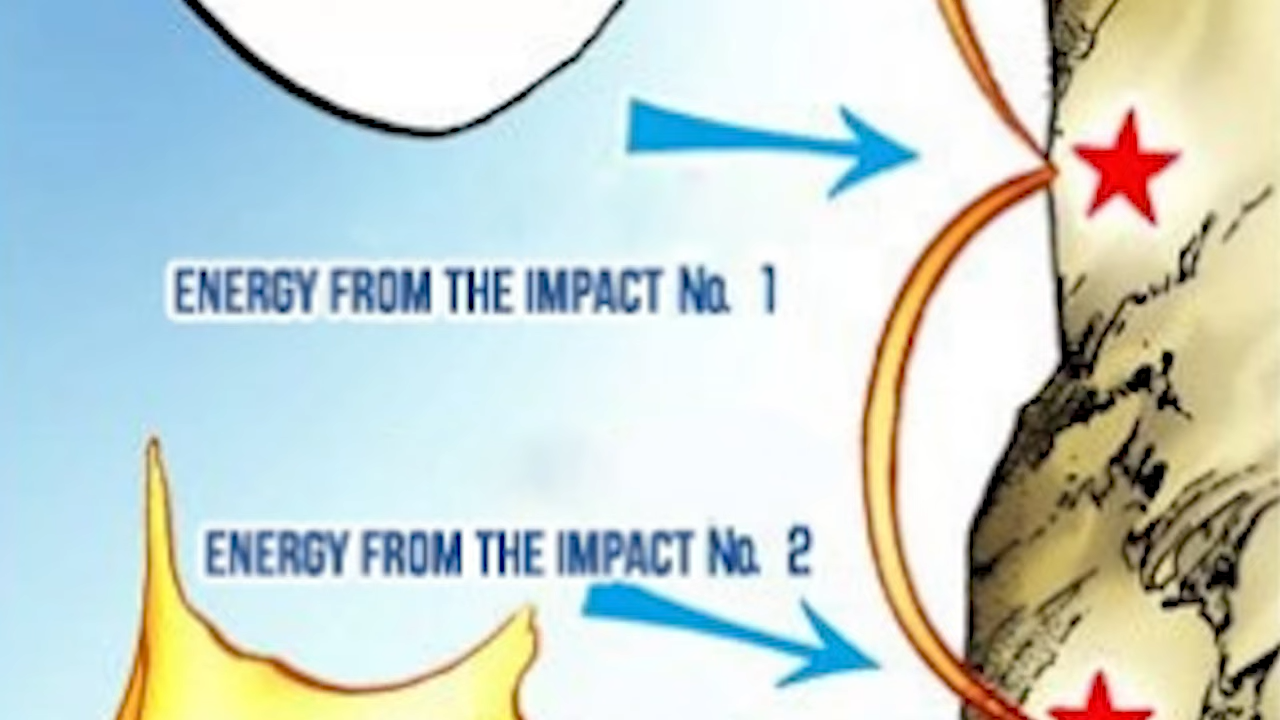 ENERGY FROM THE IMPACT No. 1
ENERGY FROM THE IMPACT No. 2